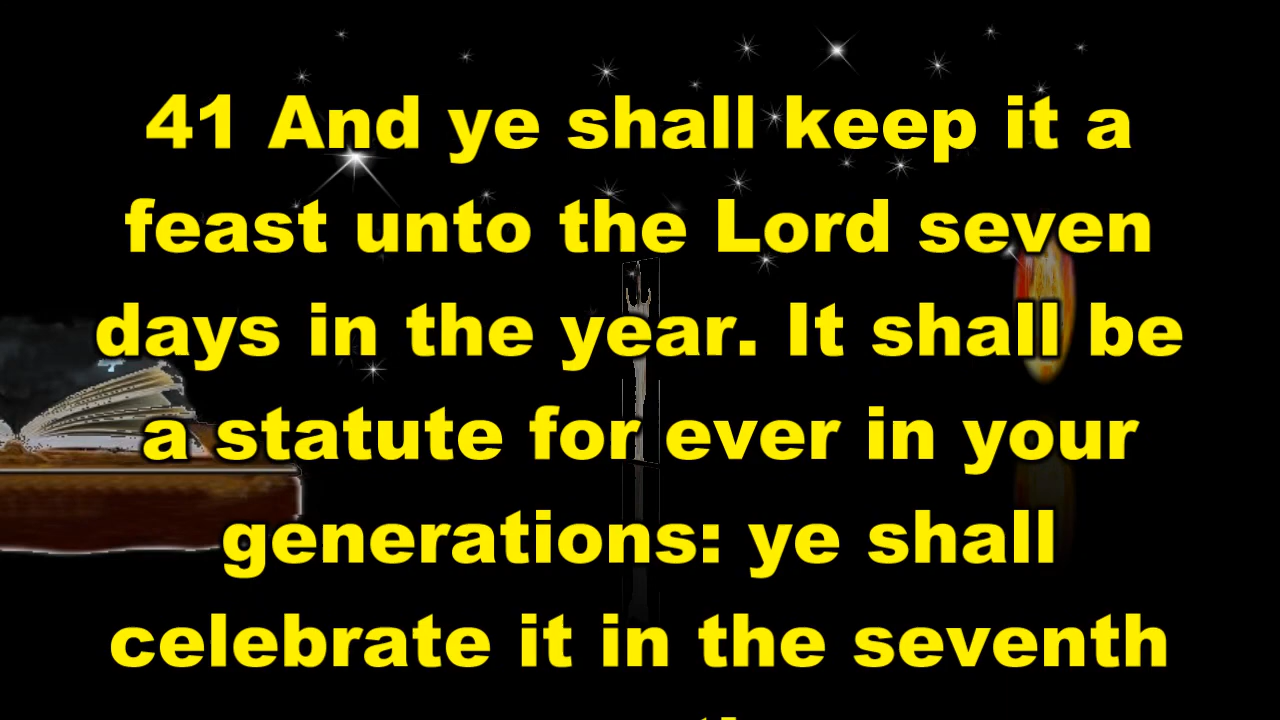 41 And ye shall keep it a
feast unto the Lord seven
days in the year. It shall be
a statute for ever in your
generations: ye shall
celebrate it in the seventh